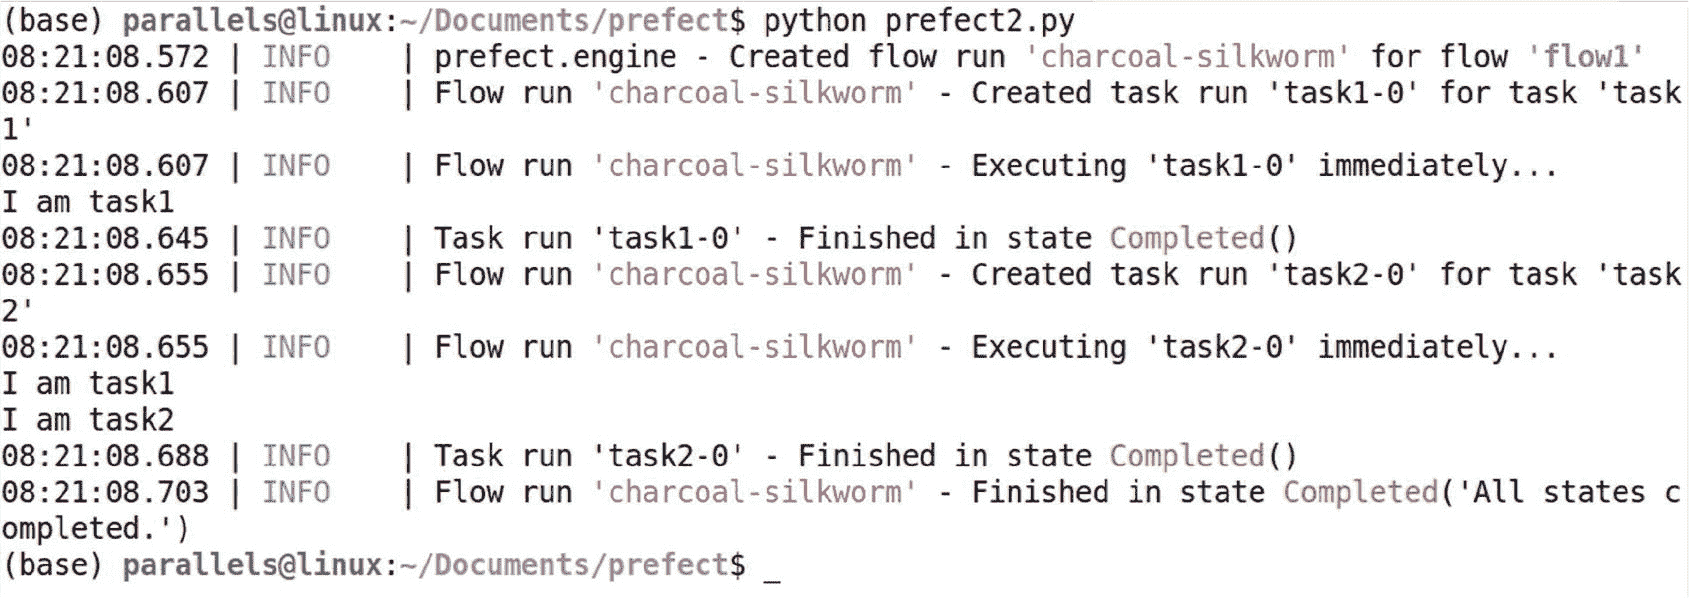 (base) parallels@linux:~/Documents/prefect$ python prefect2.py
08:21:08.572 | INFO    | prefect.engine - Created flow run 'charcoal-silkworm' for flow 'flow1'
08:21:08.607 | INFO    | Flow run 'charcoal-silkworm' - Created task run 'task1-0' for task 'task
1'
08:21:08.607 | INFO    | Flow run 'charcoal-silkworm' - Executing 'task1-0' immediately...
I am task1
08:21:08.645 | INFO    | Task run 'task1-0' - Finished in state Completed()
08:21:08.655 | INFO    | Flow run 'charcoal-silkworm' - Created task run 'task2-0' for task 'task
2'
08:21:08.655 | INFO    | Flow run 'charcoal-silkworm' - Executing 'task2-0' immediately...
I am task1
I am task2
08:21:08.688 | INFO    | Task run 'task2-0' - Finished in state Completed()
08:21:08.703 | INFO    | Flow run 'charcoal-silkworm' - Finished in state Completed('All states c
ompleted.')
(base) parallels@linux:~/Documents/prefect$ _